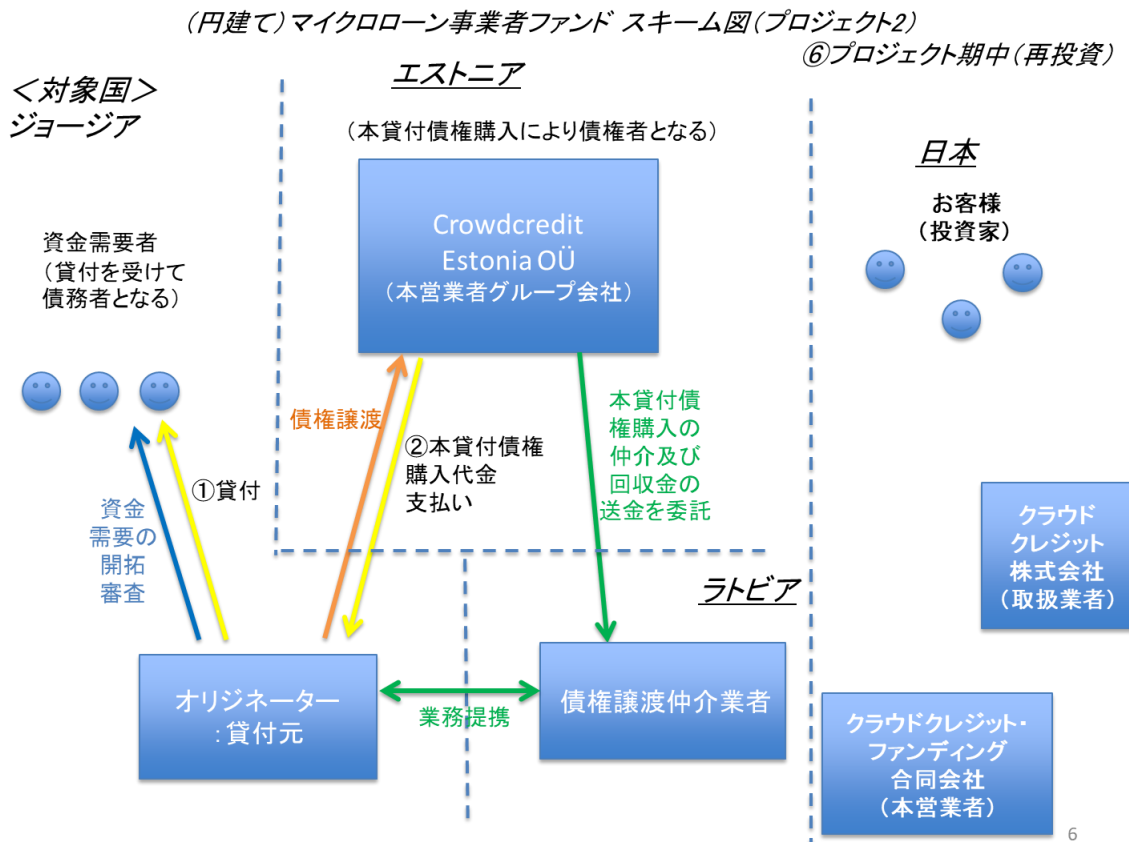 (円建て)マイクロローン事業者ファンド スキーム図(プロジェクト2)
⑥プロジェクト期中(再投資)
＜対象国＞
ジョージア
エストニア
(本貸付債権購入により債権者となる)
日本
お客様
(投資家)
資金需要者
(貸付を受けて
債務者となる)
Crowdcredit
Estonia OÜ
(本営業者グループ会社)
債権譲渡
②本貸付債権
購入代金
支払い
本貸付債
権購入の
仲介及び
回収金の
送金を委託
①貸付
資金
需要の
開拓
審査
クラウド
クレジット
株式会社
(取扱業者)
ラトビア
オリジネーター
:貸付元
業務提携
債権譲渡仲介業者
クラウドクレジット・
ファンディング
合同会社
(本営業者)
6